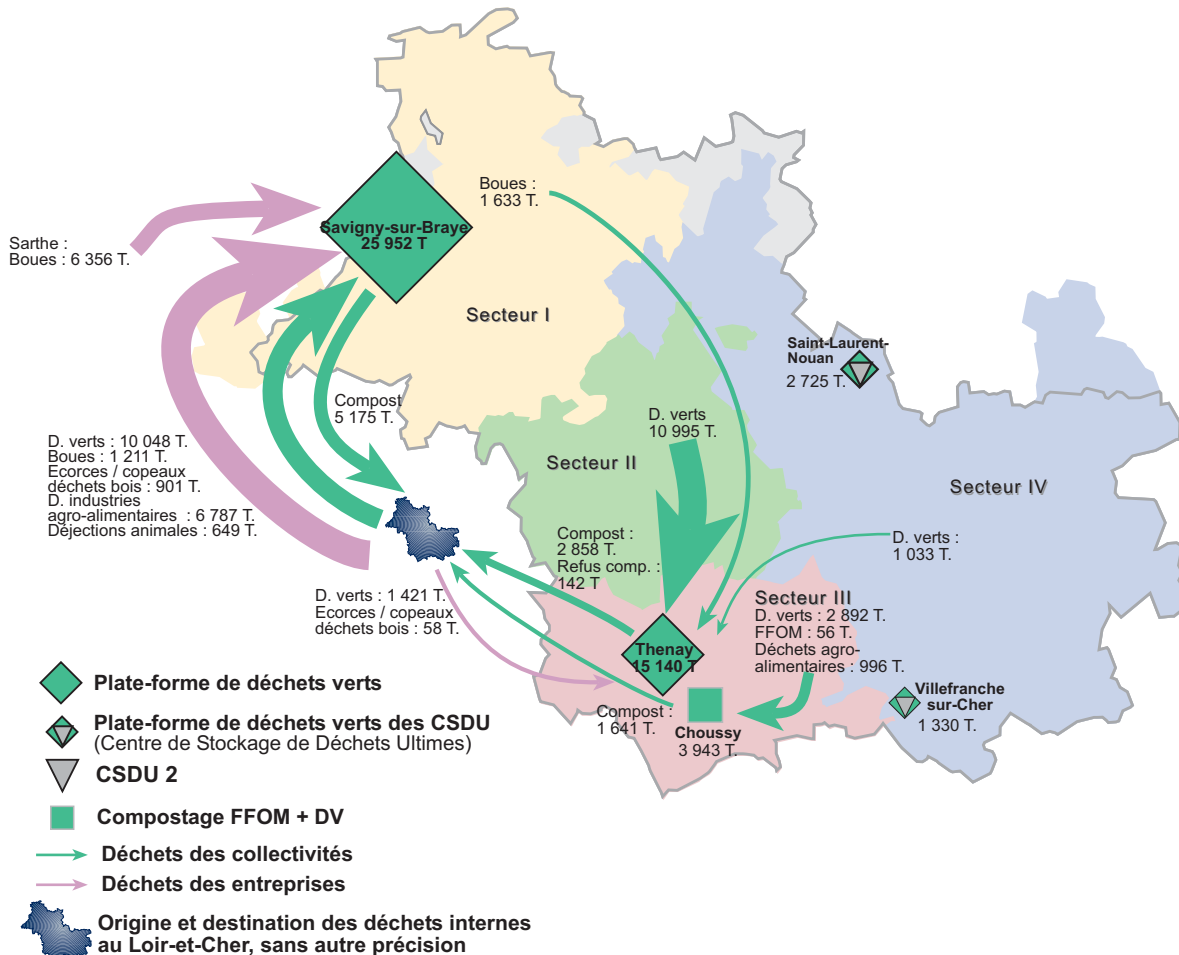 Boues :
1 633 T.
Savigny-sur-Braye
25 952 T
Sarthe :
Boues : 6 356 T.
Secteur I
Saint-Laurent-
Nouan
2 725 T.
Compost
5 175 T.
D. verts
10 995 T.
D. verts : 10 048 T.
Boues : 1 211 T.
Ecorces / copeaux
déchets bois : 901 T.
D. industries
agro-alimentaires : 6 787 T.
Déjections animales : 649 T.
Secteur II
Secteur IV
Compost :
2 858 T.
Refus comp. :
142 T
D. verts :
1 033 T.
D. verts : 1 421 T.
Ecorces / copeaux
déchets bois : 58 T.
Secteur III
D. verts : 2 892 T.
FFOM : 56 T.
Déchets agro-
alimentaires : 996 T.
Thenay
15 140 T
Villefranche
sur-Cher
1 330 T.
Compost :
1 641 T.
Choussy
3 943 T.
Plate-forme de déchets verts
Plate-forme de déchets verts des CSDU
(Centre de Stockage de Déchets Ultimes)
CSDU 2
Compostage FFOM + DV
Déchets des collectivités
Déchets des entreprises
Origine et destination des déchets internes
au Loir-et-Cher, sans autre précision